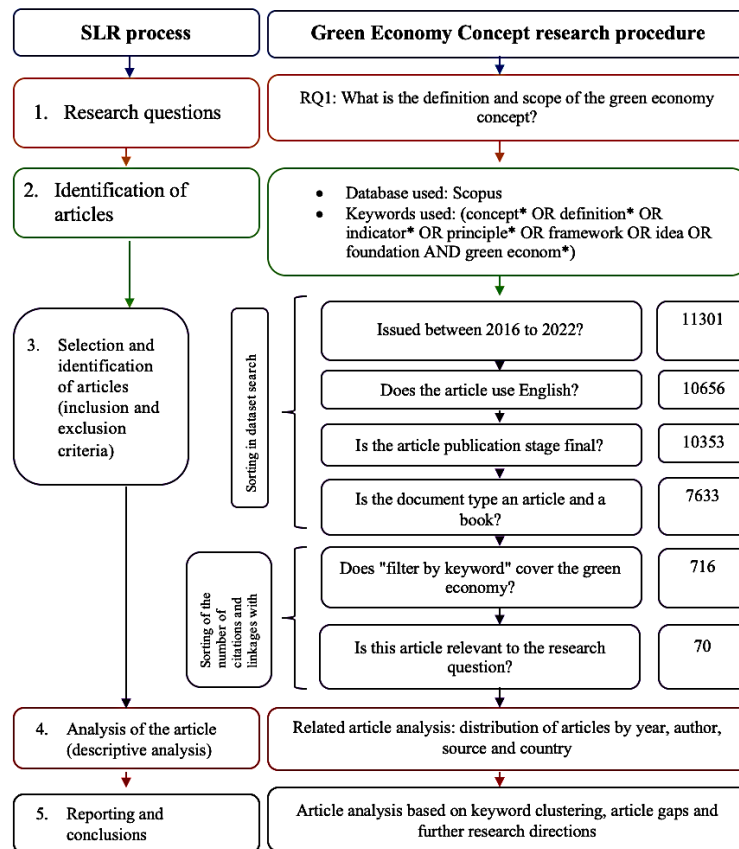 SLR process
Green Economy Concept research procedure
1. Research questions
RQ1: What is the definition and scope of the green economy
concept?
2. Identification of
articles
• Database used: Scopus
• Keywords used: (concept* OR definition* OR
indicator* OR principle* OR framework OR idea OR
foundation AND green econom*)
3. Selection and
identification
of articles
(inclusion and
exclusion
criteria)
Sorting in dataset search
Issued between 2016 to 2022?
11301
Does the article use English?
10656
Is the article publication stage final?
10353
Is the document type an article and a
book?
7633
Sorting of the
number of
citations and
linkages with
Does "filter by keyword" cover the green
economy?
716
Is this article relevant to the research
question?
70
4. Analysis of the article
(descriptive analysis)
Related article analysis: distribution of articles by year, author,
source and country
5. Reporting and
conclusions
Article analysis based on keyword clustering, article gaps and
further research directions